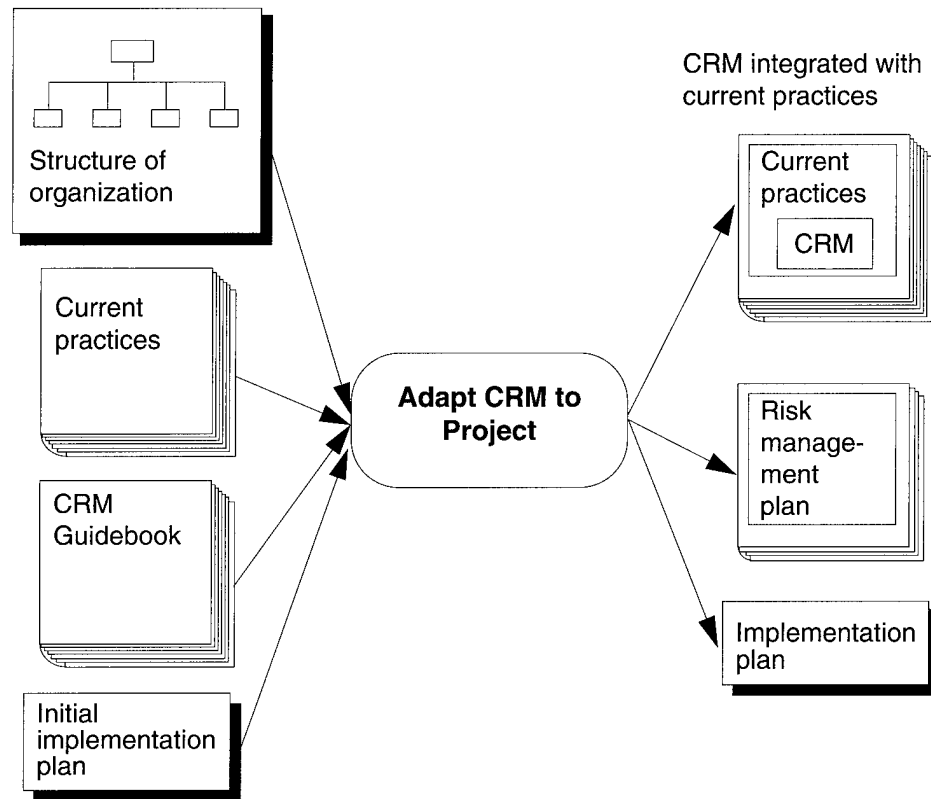 Structure of
organization
Current
practices
CRM
Guidebook
Initial
implementation
plan
Adapt CRM to
Project
CRM integrated with
current practices
Current
practices
CRM
Risk
manage-
ment
plan
Implementation
plan